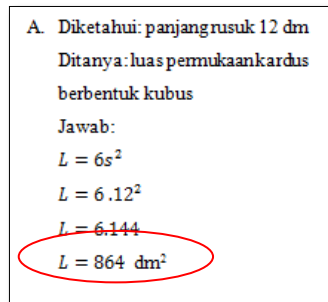 A. Diketahui: panjang rusuk 12 dm
Ditanya: luas permukaan kardus
berbentuk kubus
Jawab:
L = 6s²
L = 6 .12²
L = 6.144
L = 864 dm²